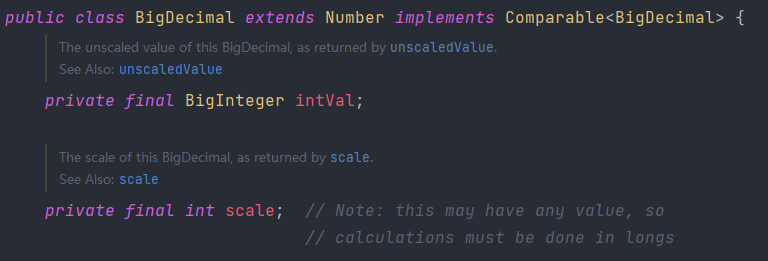 public class BigDecimal extends Number implements Comparable<BigDecimal> {
The unscaled value of this BigDecimal, as returned by unscaledValue.
See Also: unscaledValue
private final BigInteger intVal;
The scale of this BigDecimal, as returned by scale.
See Also: scale
private final int scale;  // Note: this may have any value, so
// calculations must be done in longs